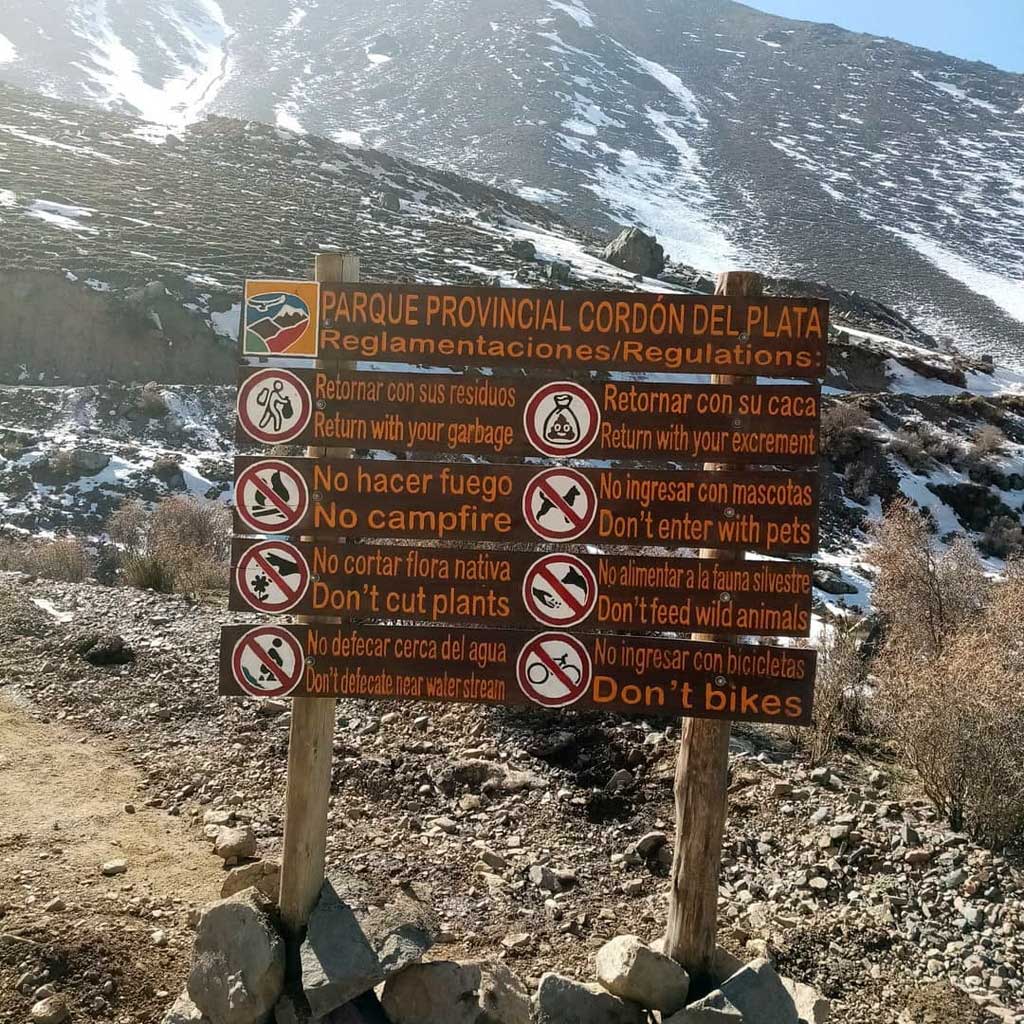 PARQUE PROVINCIAL CORDÓN DEL PLATA
Reglamentaciones/Regulations:
Retornar con sus residuos
Return with your garbage
Retornar con su caca
Return with your excrement
No hacer fuego
No campfire
No ingresar con mascotas
Don't enter with pets
No cortar flora nativa
Don't cut plants
No alimentar a la fauna silvestre
Don't feed wild animals
No defecar cerca del agua
Don't defecate near water stream
No ingresar con bicicletas
Don't bikes